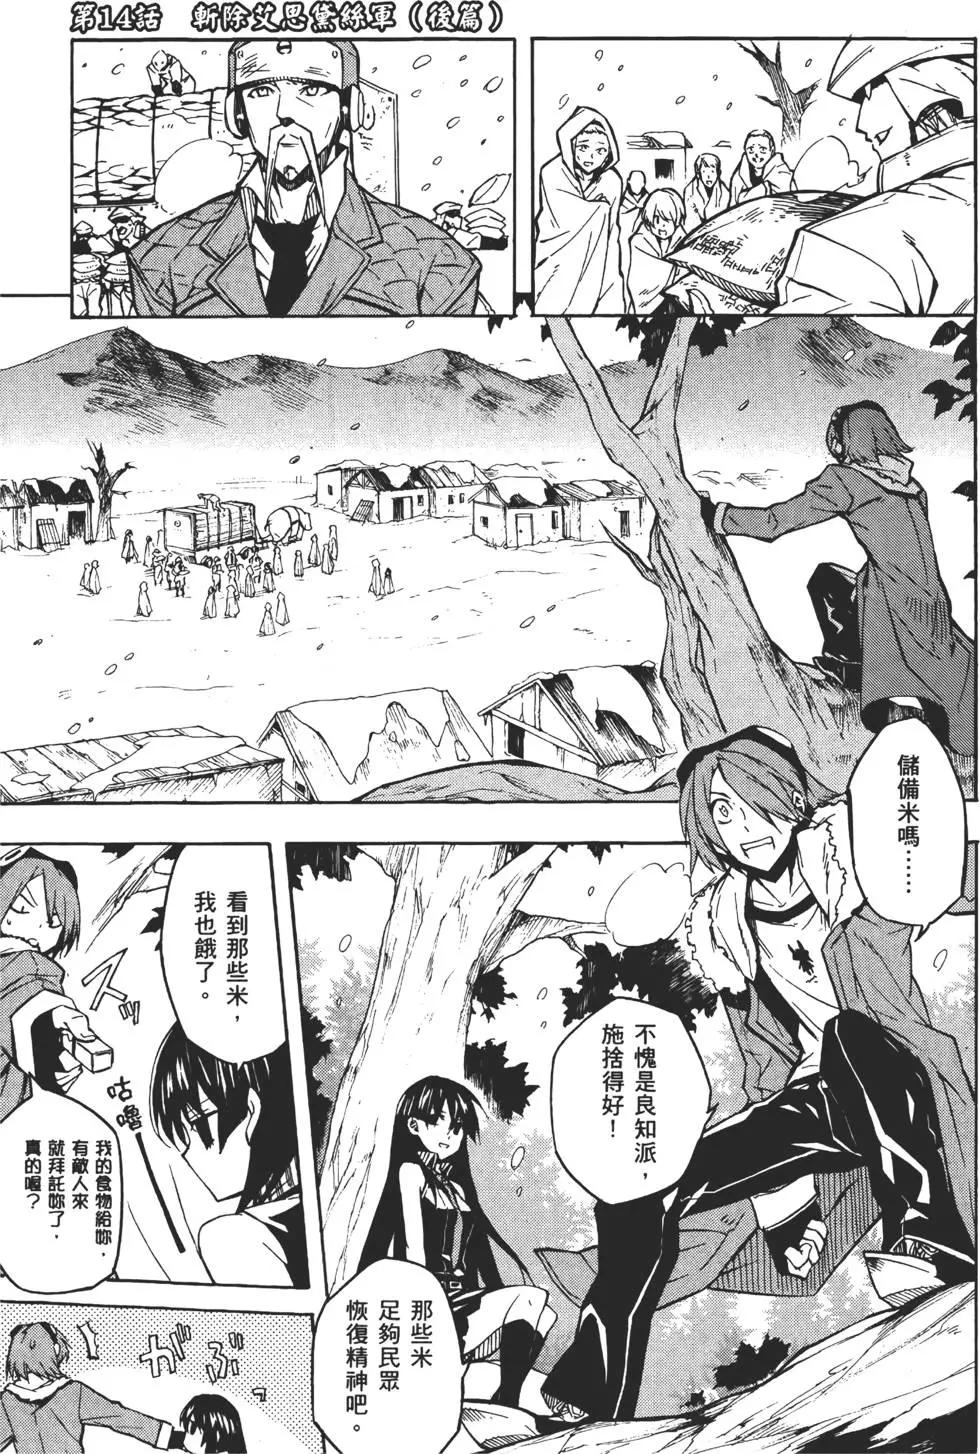 第14話　斬除艾思黛絲軍（後篇）
儲備米嗎……
不愧是良知派，
施捨得好！
那些米
足夠民眾
恢復精神吧。
看到那些米，
我也餓了。
咕嚕
スッ
我的食物給妳，
有敵人來
就拜託妳了，
真的喔？
がぶ